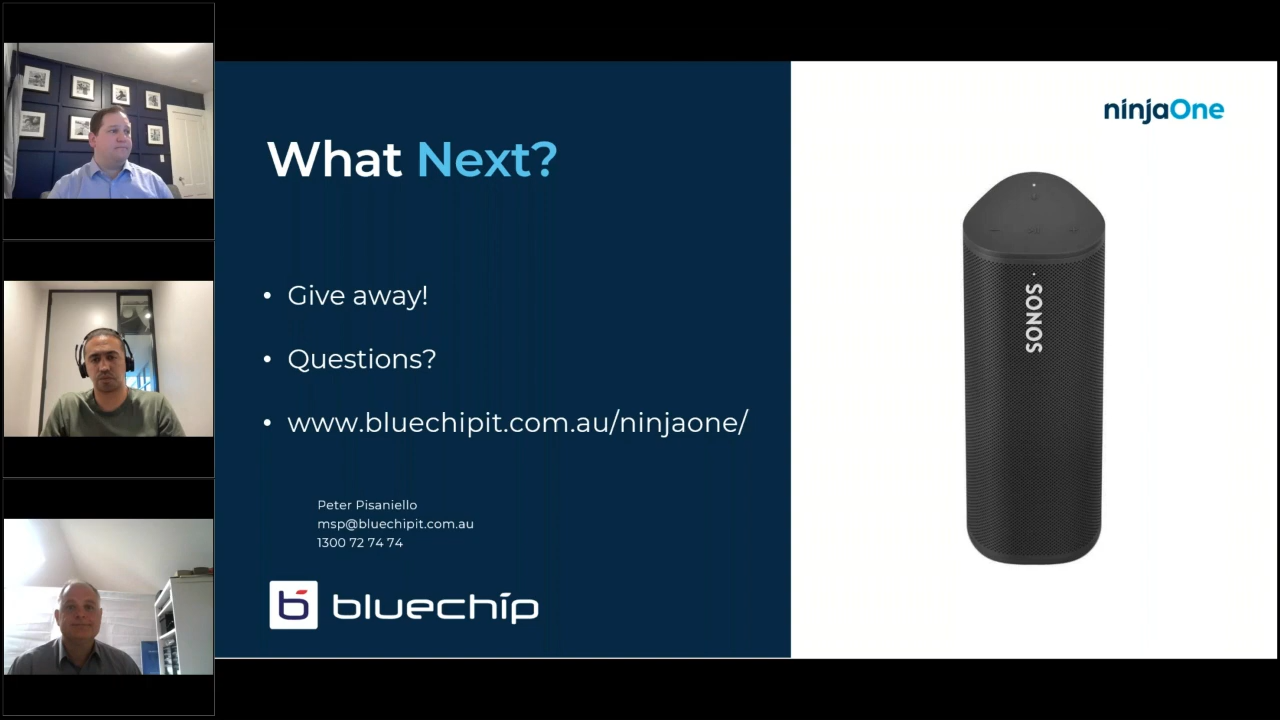 ninjaOne
What Next?
• Give away!
• Questions?
• www.bluechipit.com.au/ninjaone/
Peter Pisaniello
msp@bluechipit.com.au
1300 72 74 74
b bluechip
SONOS